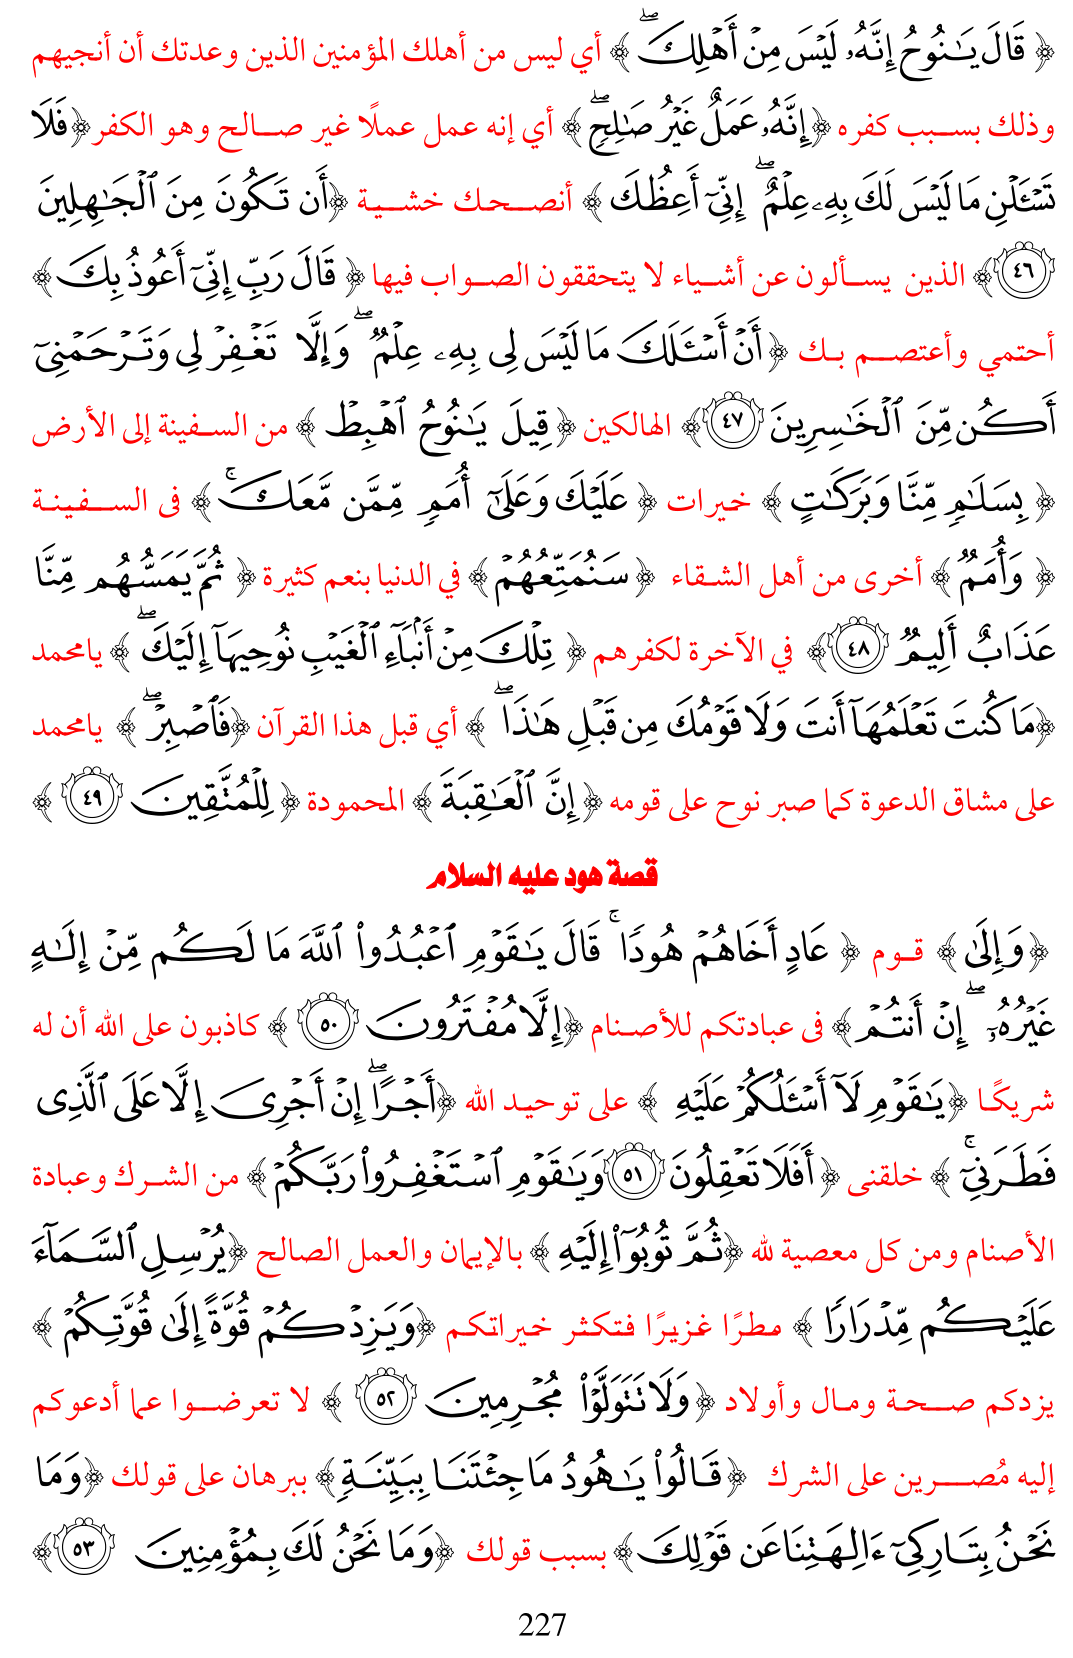 ﴿ قَالَ يَٰنُوحُ إِنَّهُۥ لَيْسَ مِنْ أَهْلِكَ ۖ ﴾ أي ليس من أهلك المؤمنين الذين وعدتك أن أنجيهم
وذلك بسبب كفره ﴿إِنَّهُۥ عَمَلٌ غَيْرُ صَٰلِحٍ ۖ﴾ أي إنه عمل عملًا غير صالح وهو الكفر ﴿فَلَا
تَسْـَٔلْنِ مَا لَيْسَ لَكَ بِهِۦ عِلْمٌ ۖ إِنِّىٓ أَعِظُكَ ﴾ أنصحك خشية ﴿أَن تَكُونَ مِنَ ٱلْجَٰهِلِينَ
٤٦﴾ الذين يسألون عن أشياء لا يتحققون الصواب فيها ﴿ قَالَ رَبِّ إِنِّىٓ أَعُوذُ بِكَ ﴾
أحتمي وأعتصم بك ﴿أَنْ أَسْـَٔلَكَ مَا لَيْسَ لِى بِهِۦ عِلْمٌ ۖ وَإِلَّا تَغْفِرْ لِى وَتَرْحَمْنِىٓ
أَكُن مِّنَ ٱلْخَٰسِرِينَ ٤٧﴾ الهالكين ﴿قِيلَ يَٰنُوحُ ٱهْبِطْ ﴾ من السفينة إلى الأرض
﴿ بِسَلَٰمٍ مِّنَّا وَبَرَكَٰتٍ ﴾ خيرات ﴿ عَلَيْكَ وَعَلَىٰٓ أُمَمٍ مِّمَّن مَّعَكَ ۚ ﴾ فى السفينة
﴿ وَأُمَمٌ ﴾ أخرى من أهل الشقاء ﴿ سَنُمَتِّعُهُمْ ﴾ في الدنيا بنعم كثيرة ﴿ ثُمَّ يَمَسُّهُم مِّنَّا
عَذَابٌ أَلِيمٌ ٤٨﴾ في الآخرة لكفرهم ﴿ تِلْكَ مِنْ أَنۢبَآءِ ٱلْغَيْبِ نُوحِيهَآ إِلَيْكَ ۖ ﴾ يامحمد
﴿مَا كُنتَ تَعْلَمُهَآ أَنتَ وَلَا قَوْمُكَ مِن قَبْلِ هَٰذَا ۖ ﴾ أي قبل هذا القرآن ﴿فَٱصْبِرْ ۖ ﴾ يامحمد
على مشاق الدعوة كما صبر نوح على قومه ﴿ إِنَّ ٱلْعَٰقِبَةَ ﴾ المحمودة ﴿ لِلْمُتَّقِينَ ٤٩ ﴾
قصة هود عليه السلام
﴿وَإِلَىٰ ﴾ قوم ﴿ عَادٍ أَخَاهُمْ هُودًا ۚ قَالَ يَٰقَوْمِ ٱعْبُدُوا۟ ٱللَّهَ مَا لَكُم مِّنْ إِلَٰهٍ
غَيْرُهُۥٓ ۖ إِنْ أَنتُمْ ﴾ فى عبادتكم للأصنام ﴿إِلَّا مُفْتَرُونَ ٥٠ ﴾ كاذبون على الله أن له
شريكًا ﴿يَٰقَوْمِ لَآ أَسْـَٔلُكُمْ عَلَيْهِ ﴾ على توحيد الله ﴿أَجْرًا ۖ إِنْ أَجْرِىَ إِلَّا عَلَى ٱلَّذِى
فَطَرَنِىٓ ۚ ﴾ خلقنى ﴿أَفَلَا تَعْقِلُونَ ٥١ وَيَٰقَوْمِ ٱسْتَغْفِرُوا۟ رَبَّكُمْ ﴾ من الشرك وعبادة
الأصنام ومن كل معصية لله ﴿ثُمَّ تُوبُوٓا۟ إِلَيْهِ ﴾ بالإيمان والعمل الصالح ﴿يُرْسِلِ ٱلسَّمَآءَ
عَلَيْكُم مِّدْرَارًا ﴾ مطرًا غزيرًا فتكثر خيراتكم ﴿وَيَزِدْكُمْ قُوَّةً إِلَىٰ قُوَّتِكُمْ ﴾
يزدكم صحة ومال وأولاد ﴿وَلَا تَتَوَلَّوْا۟ مُجْرِمِينَ ٥٢ ﴾ لا تعرضوا عما أدعوكم
إليه مُصرين على الشرك ﴿قَالُوا۟ يَٰهُودُ مَا جِئْتَنَا بِبَيِّنَةٍ ﴾ ببرهان على قولك ﴿وَمَا
نَحْنُ بِتَارِكِىٓ ءَالِهَتِنَا عَن قَوْلِكَ ﴾ بسبب قولك ﴿وَمَا نَحْنُ لَكَ بِمُؤْمِنِينَ ٥٣﴾
227